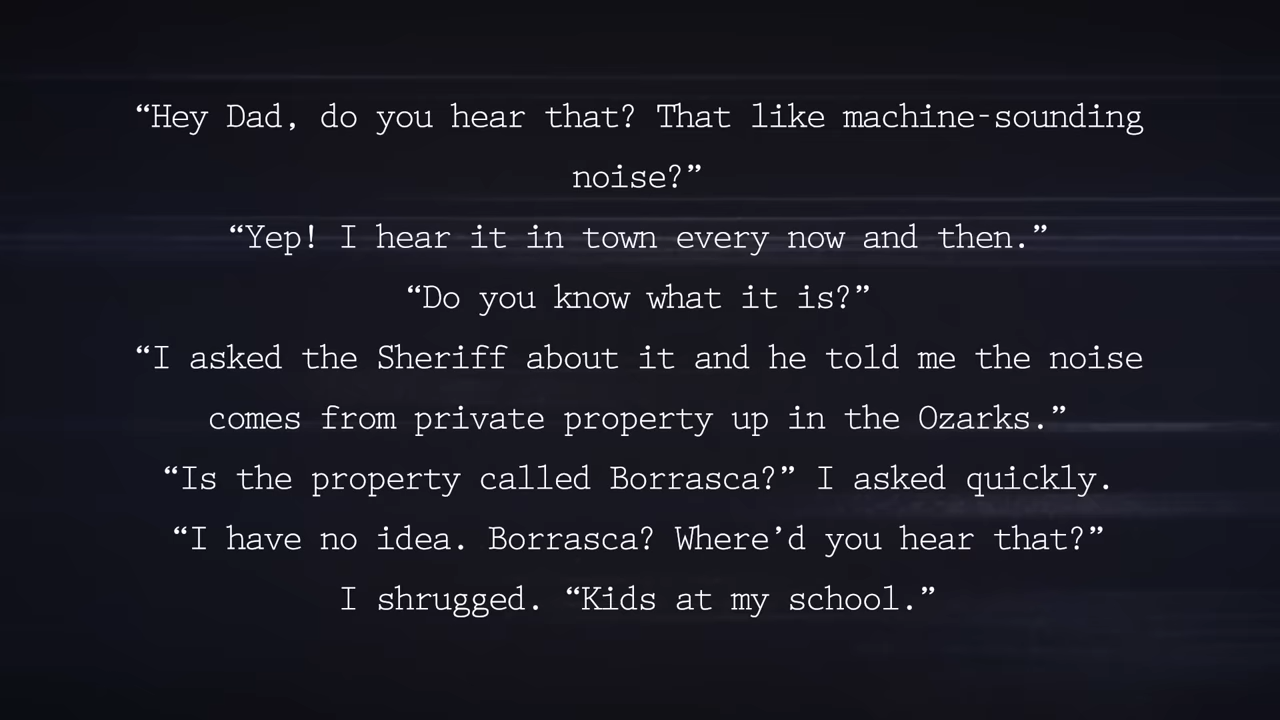 “Hey Dad, do you hear that? That like machine-sounding
noise?”
“Yep! I hear it in town every now and then.”
“Do you know what it is?”
“I asked the Sheriff about it and he told me the noise
comes from private property up in the Ozarks.”
“Is the property called Borrasca?” I asked quickly.
“I have no idea. Borrasca? Where’d you hear that?”
I shrugged. “Kids at my school.”